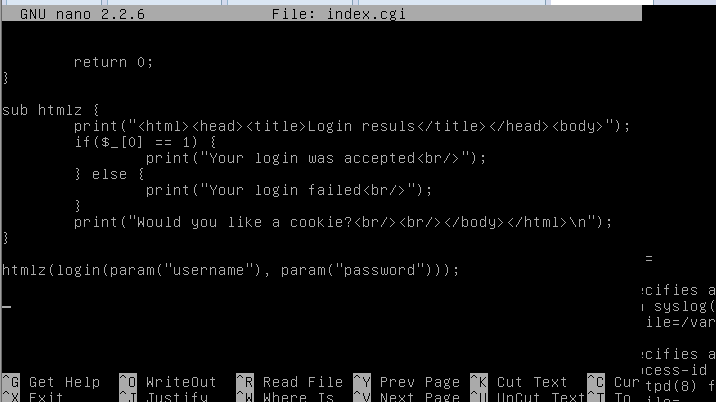 GNU nano 2.2.6 File: index.cgi
return 0;
}
sub htmlz {
print("<html><head><title>Login resuls</title></head><body>");
if($_[0] == 1) {
print("Your login was accepted<br/>");
} else {
print("Your login failed<br/>");
}
print("Would you like a cookie?<br/><br/></body></html>\n");
}
htmlz(login(param("username"), param("password")));
=
ecifies a
syslog(
ile=/var
ecifies a
cess-id
tpd(8) f
ile=
^G Get Help ^O WriteOut ^R Read File ^Y Prev Page ^K Cut Text ^C Cur
^X Exit ^J Justify ^W Where Is ^V Next Page ^U UnCut Text ^T To